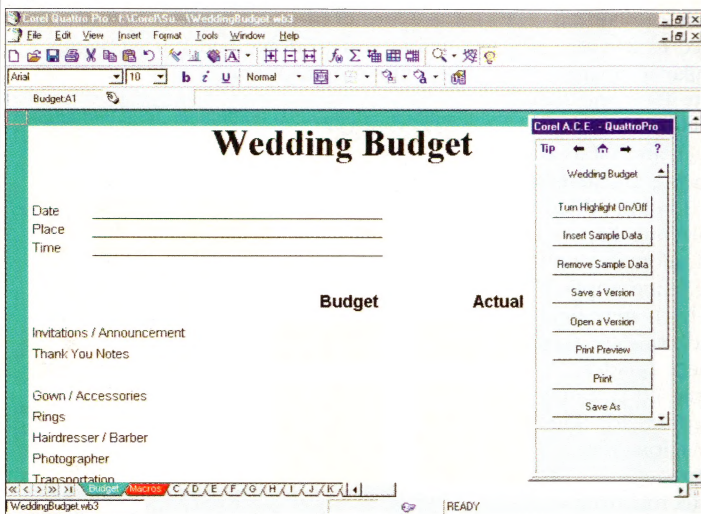 Corel Quattro Pro - E:\Corel\Su...\WeddingBudget.wb3
File Edit View Insert Format Tools Window Help
Arial 10 b i U Normal
Budget:A1
Wedding Budget
Date
Place
Time
Budget Actual
Invitations / Announcement
Thank You Notes
Gown / Accessories
Rings
Hairdresser / Barber
Photographer
Transportation
Corel A.C.E. - QuattroPro
Tip ?
Wedding Budget
Turn Highlight On/Off
Insert Sample Data
Remove Sample Data
Save a Version
Open a Version
Print Preview
Print
Save As
Budget Macros C D E F G H I J K
WeddingBudget.wb3 READY